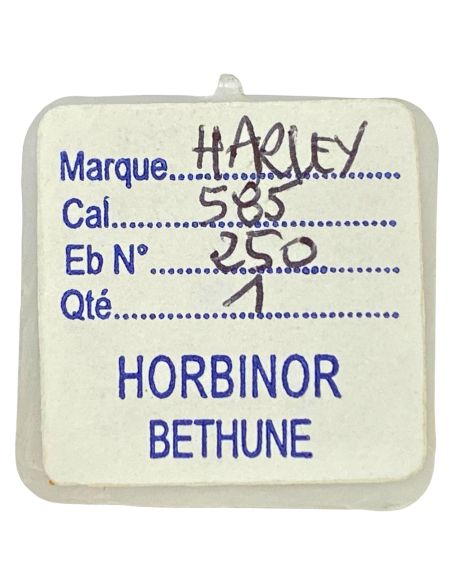 Marque HARLEY
Cal 585
Eb N° 250
Qté 1
HORBINOR
BETHUNE